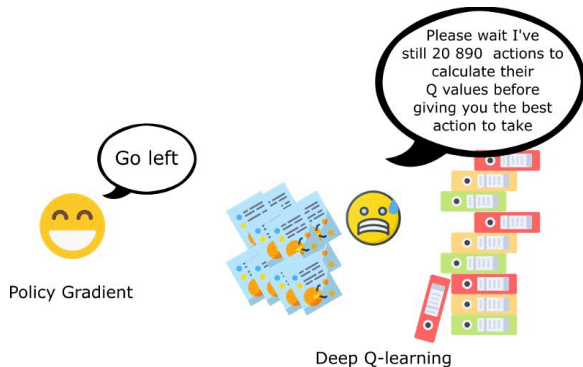 Please wait I've
still 20 890 actions to
calculate their
Q values before
giving you the best
action to take
Go left
Policy Gradient
Deep Q-learning